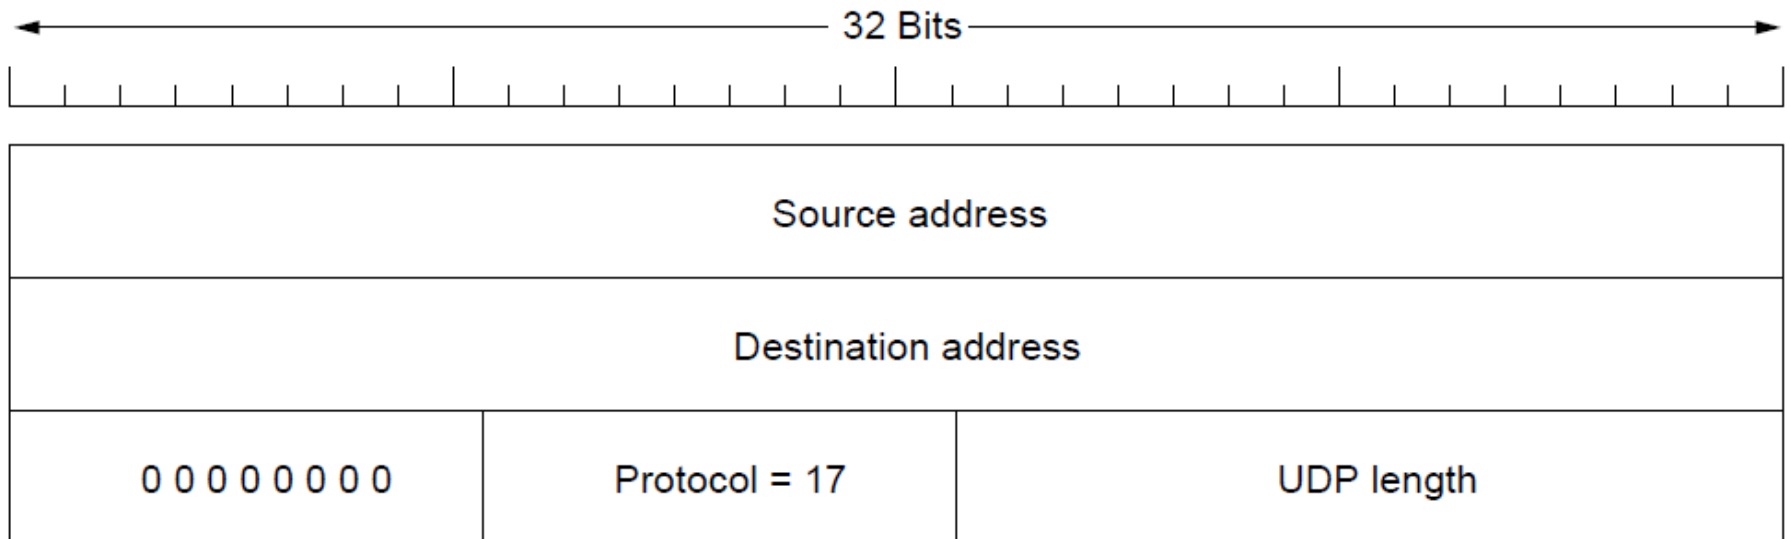 32 Bits
Source address
Destination address
0 0 0 0 0 0 0 0 Protocol = 17 UDP length